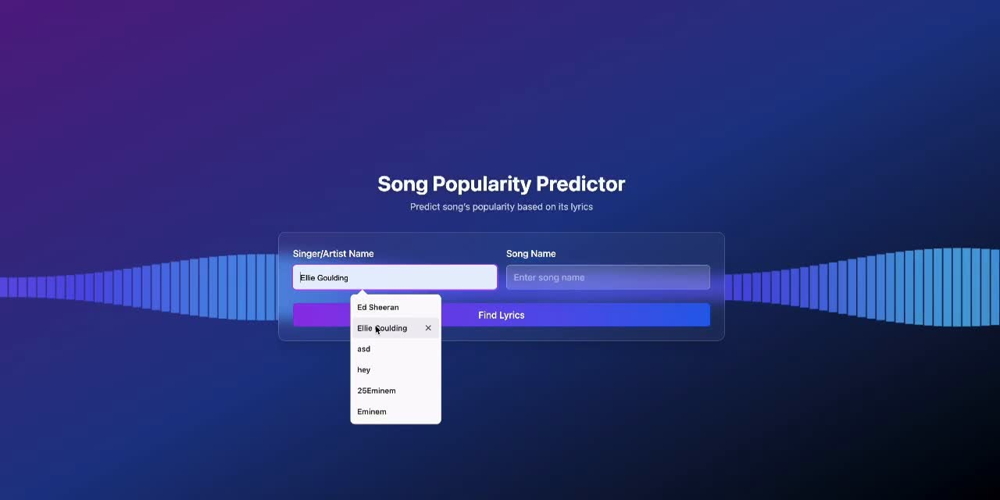 Song Popularity Predictor
Predict song's popularity based on its lyrics
Singer/Artist Name
Song Name
Ellie Goulding
Enter song name
Find Lyrics
Ed Sheeran
Ellie Goulding
asd
hey
25Eminem
Eminem